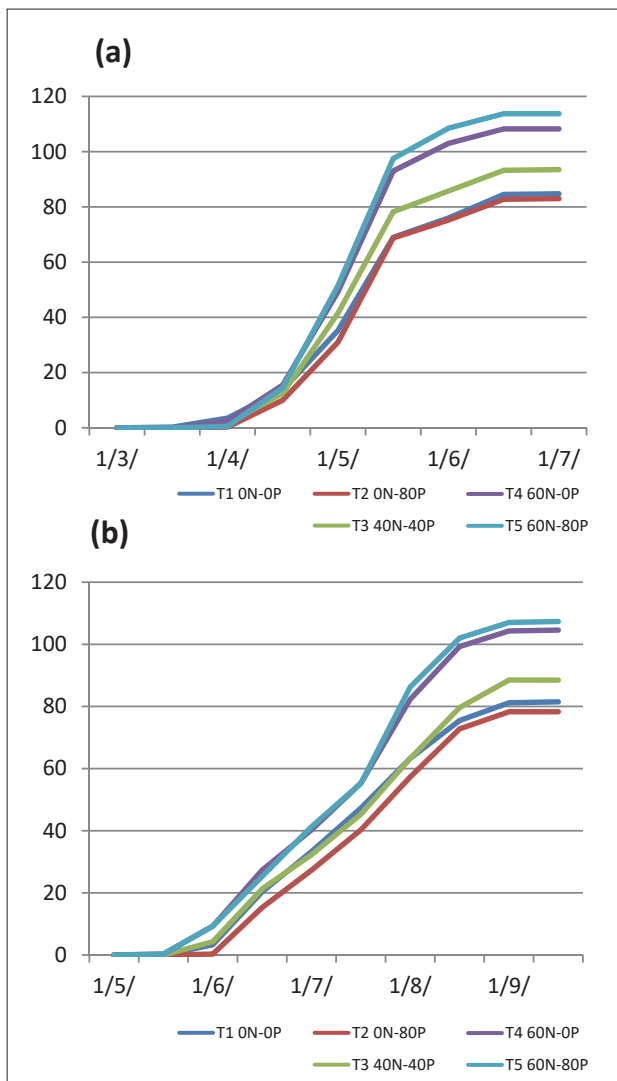 (a)
120
100
80
60
40
20
0
1/3/ 1/4/ 1/5/ 1/6/ 1/7/
T1 0N-0P T2 0N-80P T4 60N-0P
T3 40N-40P T5 60N-80P
(b)
120
100
80
60
40
20
0
1/5/ 1/6/ 1/7/ 1/8/ 1/9/
T1 0N-0P T2 0N-80P T4 60N-0P
T3 40N-40P T5 60N-80P